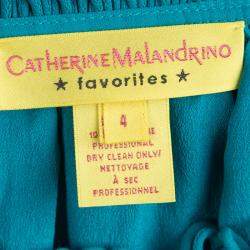 CATHERINE MALANDRINO
★ favorites ★
4
PROFESSIONAL
DRY CLEAN ONLY/
NETTOYAGE
À SEC
PROFESSIONNEL